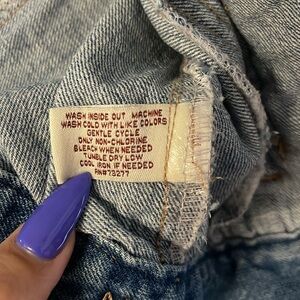 WASH INSIDE OUT MACHINE
WASH COLD WITH LIKE COLORS
GENTLE CYCLE
ONLY NON-CHLORINE
BLEACH WHEN NEEDED
TUMBLE DRY LOW
COOL IRON IF NEEDED
RN#73277